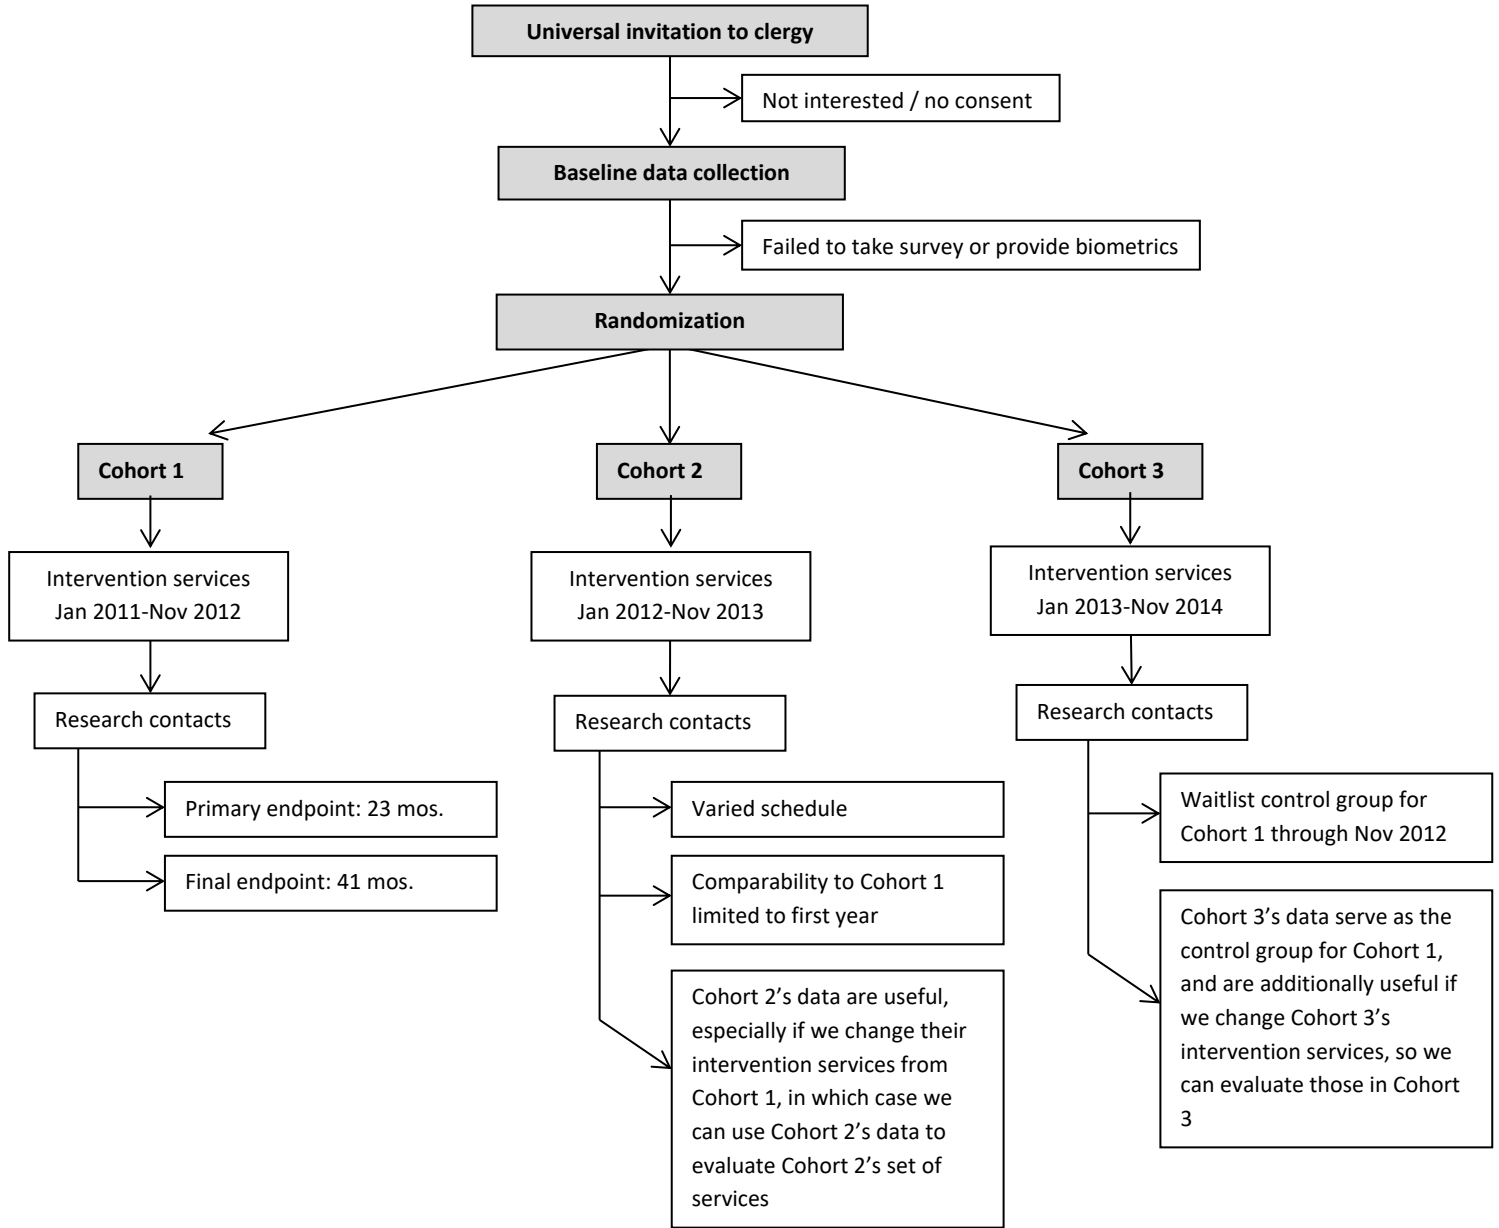 Universal invitation to clergy
Not interested / no consent
Baseline data collection
Failed to take survey or provide biometrics
Randomization
Cohort 1
Intervention services
Jan 2011-Nov 2012
Research contacts
Primary endpoint: 23 mos.
Final endpoint: 41 mos.
Cohort 2
Intervention services
Jan 2012-Nov 2013
Research contacts
Varied schedule
Comparability to Cohort 1
limited to first year
Cohort 2’s data are useful,
especially if we change their
intervention services from
Cohort 1, in which case we
can use Cohort 2’s data to
evaluate Cohort 2’s set of
services
Cohort 3
Intervention services
Jan 2013-Nov 2014
Research contacts
Waitlist control group for
Cohort 1 through Nov 2012
Cohort 3’s data serve as the
control group for Cohort 1,
and are additionally useful if
we change Cohort 3’s
intervention services, so we
can evaluate those in Cohort
3